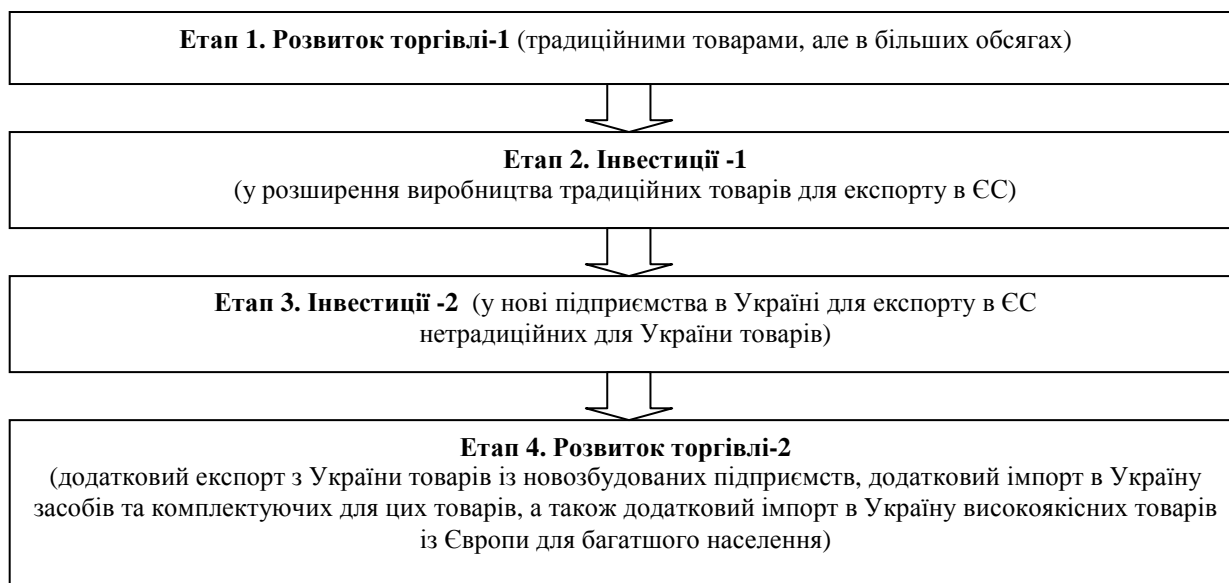 Етап 1. Розвиток торгівлі-1 (традиційними товарами, але в більших обсягах)
Етап 2. Інвестиції -1
(у розширення виробництва традиційних товарів для експорту в ЄС)
Етап 3. Інвестиції -2 (у нові підприємства в Україні для експорту в ЄС
нетрадиційних для України товарів)
Етап 4. Розвиток торгівлі-2
(додатковий експорт з України товарів із новозбудованих підприємств, додатковий імпорт в Україну
засобів та комплектуючих для цих товарів, а також додатковий імпорт в Україну високоякісних товарів
із Європи для багатшого населення)